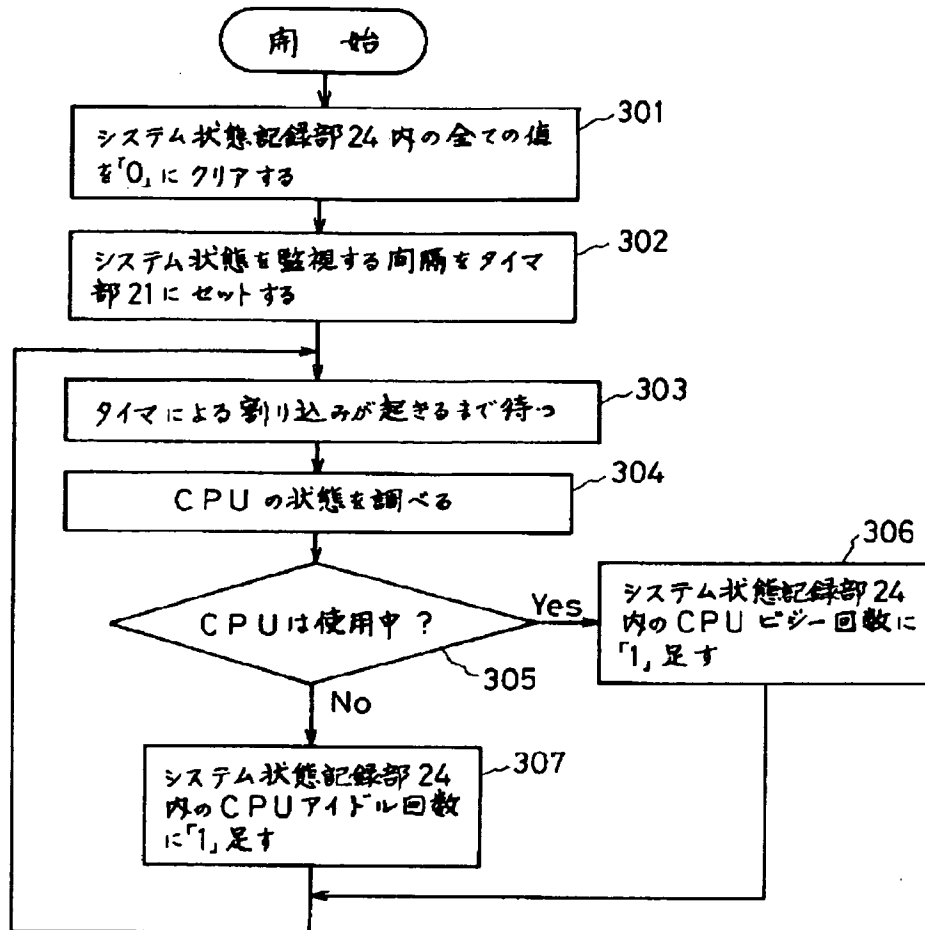 開 始
システム状態記録部24内の全ての値
を「0」にクリアする
301
システム状態を監視する間隔をタイマ
部21にセットする
302
タイマによる割り込みが起きるまで待つ
303
CPUの状態を調べる
304
CPUは使用中?
305
Yes
306
システム状態記録部24
内のCPUビジー回数に
「1」足す
No
システム状態記録部24
内のCPUアイドル回数
に「1」足す
307